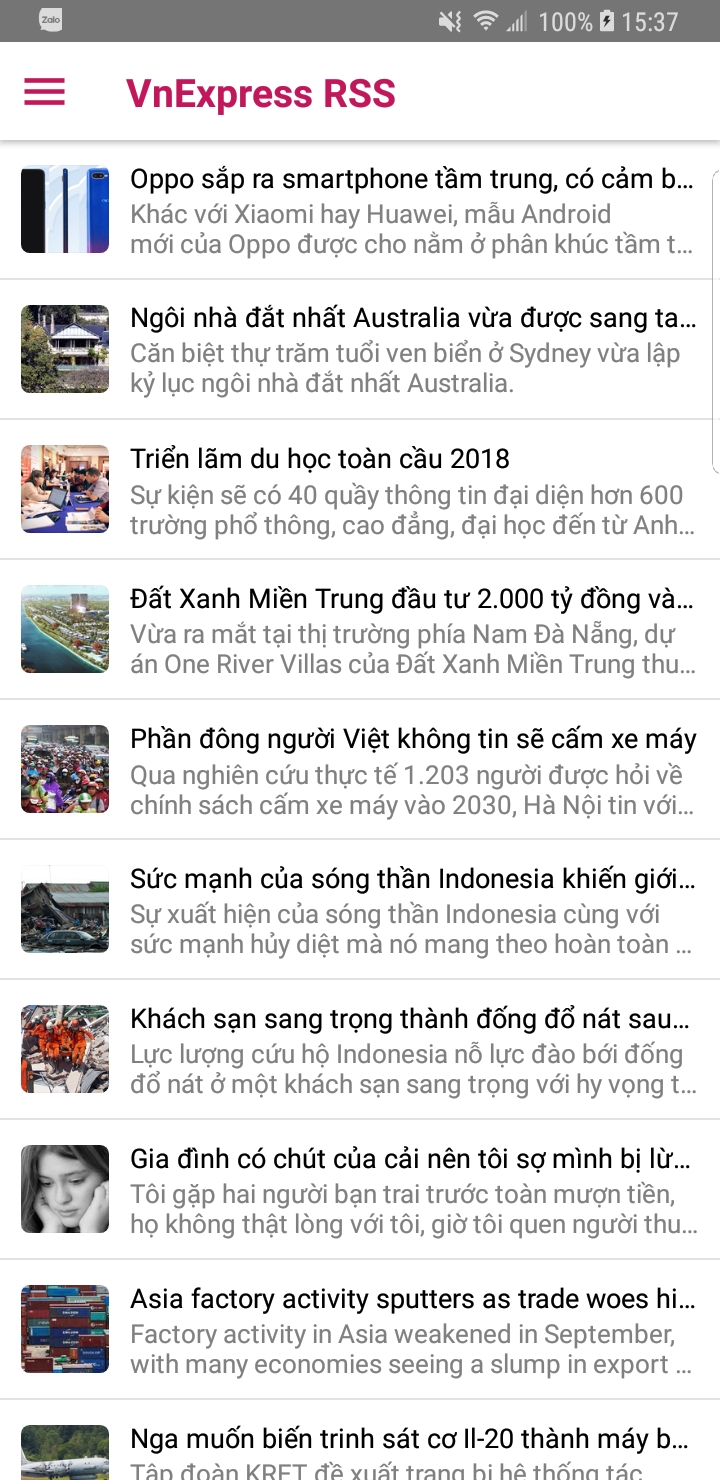 Zalo
100% 15:37
VnExpress RSS
Oppo sắp ra smartphone tầm trung, có cảm b...
Khác với Xiaomi hay Huawei, mẫu Android
mới của Oppo được cho nằm ở phân khúc tầm t...
Ngôi nhà đắt nhất Australia vừa được sang ta...
Căn biệt thự trăm tuổi ven biển ở Sydney vừa lập
kỷ lục ngôi nhà đắt nhất Australia.
Triển lãm du học toàn cầu 2018
Sự kiện sẽ có 40 quầy thông tin đại diện hơn 600
trường phổ thông, cao đẳng, đại học đến từ Anh...
Đất Xanh Miền Trung đầu tư 2.000 tỷ đồng và...
Vừa ra mắt tại thị trường phía Nam Đà Nẵng, dự
án One River Villas của Đất Xanh Miền Trung thu...
Phần đông người Việt không tin sẽ cấm xe máy
Qua nghiên cứu thực tế 1.203 người được hỏi về
chính sách cấm xe máy vào 2030, Hà Nội tin với...
Sức mạnh của sóng thần Indonesia khiến giới...
Sự xuất hiện của sóng thần Indonesia cùng với
sức mạnh hủy diệt mà nó mang theo hoàn toàn ...
Khách sạn sang trọng thành đống đổ nát sau...
Lực lượng cứu hộ Indonesia nỗ lực đào bới đống
đổ nát ở một khách sạn sang trọng với hy vọng t...
Gia đình có chút của cải nên tôi sợ mình bị lừ...
Tôi gặp hai người bạn trai trước toàn mượn tiền,
họ không thật lòng với tôi, giờ tôi quen người thu...
Asia factory activity sputters as trade woes hi...
Factory activity in Asia weakened in September,
with many economies seeing a slump in export ...
Nga muốn biến trinh sát cơ Il-20 thành máy b...
Tập đoàn KRET đề xuất trang bị hệ thống tác